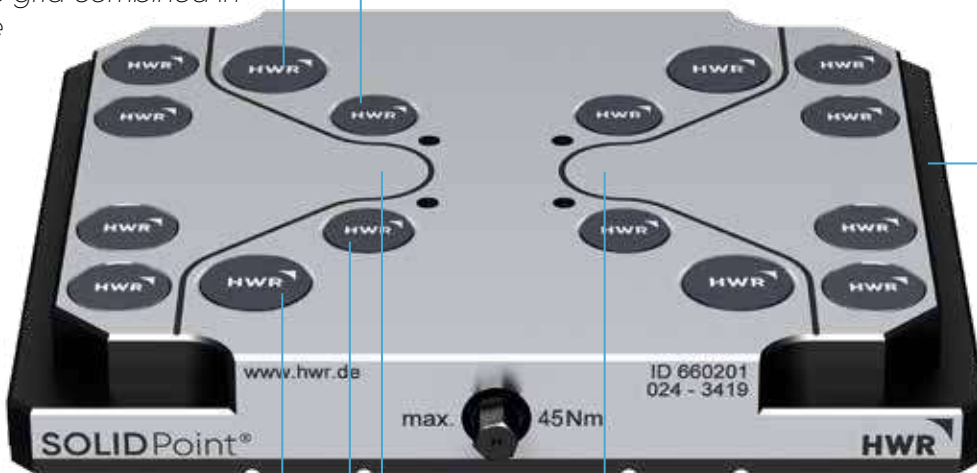 grid combined in
HWR HWR HWR HWR
HWR HWR HWR HWR
HWR HWR HWR HWR
HWR HWR HWR HWR
www.hwr.de
ID 660201
024 - 3419
max. 45Nm
SOLIDPoint®
HWR